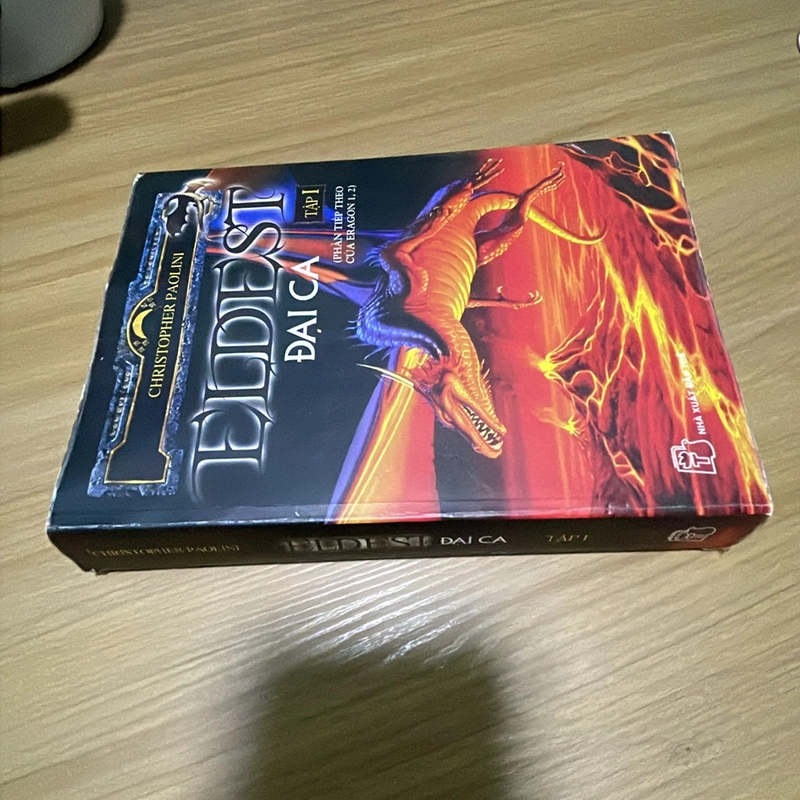 CHRISTOPHER PAOLINI
ELDEST
TẬP I
ĐẠI CA
(PHẦN TIẾP THEO
CỦA ERAGON 1, 2)
NHÀ XUẤT BẢN TRẺ
CHRISTOPHER PAOLINI
ELDEST
ĐẠI CA
TẬP I